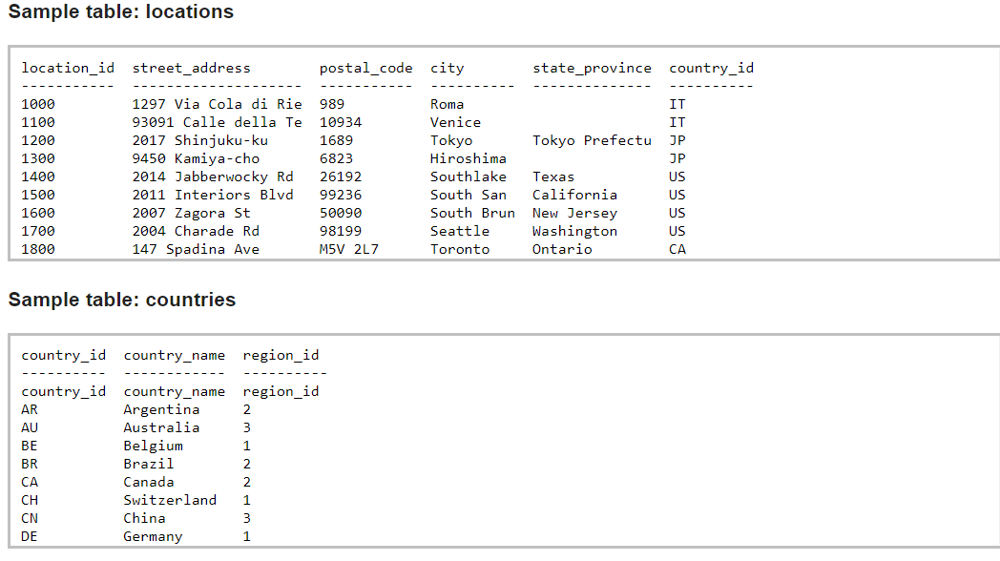 Sample table: locations
location_id  street_address        postal_code  city        state_province  country_id
-----------  --------------------  -----------  ----------  --------------  ----------
1000         1297 Via Cola di Rie  989          Roma                        IT
1100         93091 Calle della Te  10934        Venice                      IT
1200         2017 Shinjuku-ku      1689         Tokyo       Tokyo Prefectu  JP
1300         9450 Kamiya-cho       6823         Hiroshima                   JP
1400         2014 Jabberwocky Rd   26192        Southlake   Texas           US
1500         2011 Interiors Blvd   99236        South San   California      US
1600         2007 Zagora St        50090        South Brun  New Jersey      US
1700         2004 Charade Rd       98199        Seattle     Washington      US
1800         147 Spadina Ave       M5V 2L7      Toronto     Ontario         CA
Sample table: countries
country_id  country_name  region_id
----------  ------------  ----------
country_id  country_name  region_id
AR          Argentina     2
AU          Australia     3
BE          Belgium       1
BR          Brazil        2
CA          Canada        2
CH          Switzerland   1
CN          China         3
DE          Germany       1